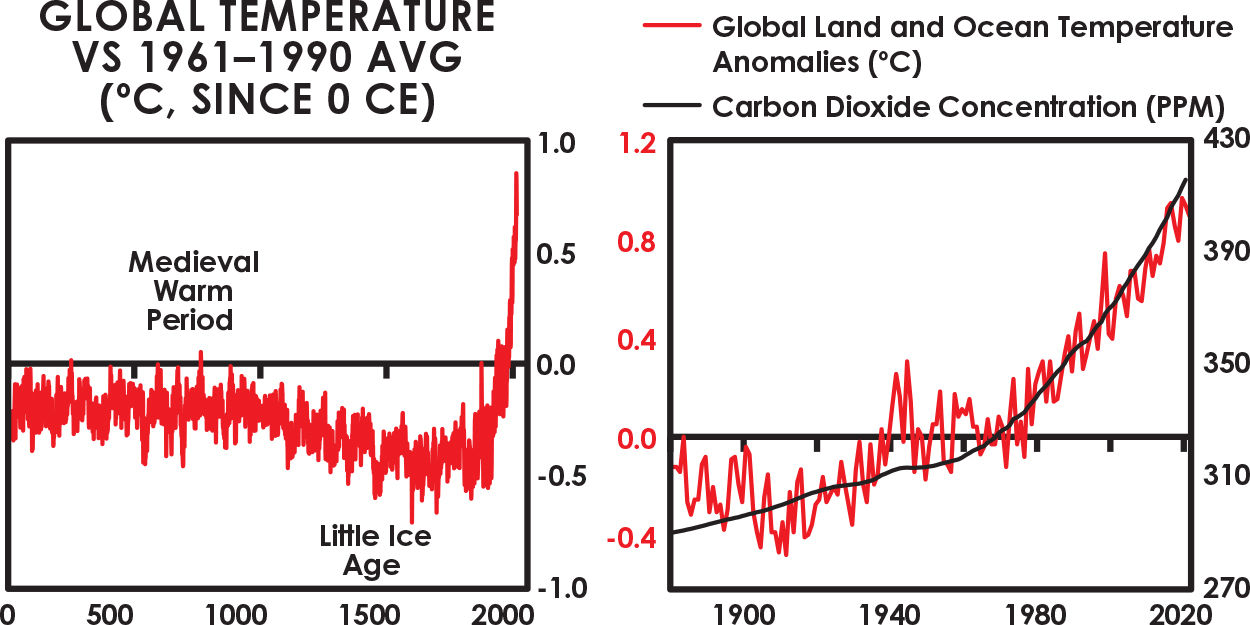 GLOBAL TEMPERATURE
VS 1961–1990 AVG
(ºC, SINCE 0 CE)
1.0
0.5
0.0
-0.5
-1.0
Medieval
Warm
Period
Little Ice
Age
0 500 1000 1500 2000
Global Land and Ocean Temperature
Anomalies (ºC)
Carbon Dioxide Concentration (PPM)
1.2
0.8
0.4
0.0
-0.4
430
390
350
310
270
1900 1940 1980 2020